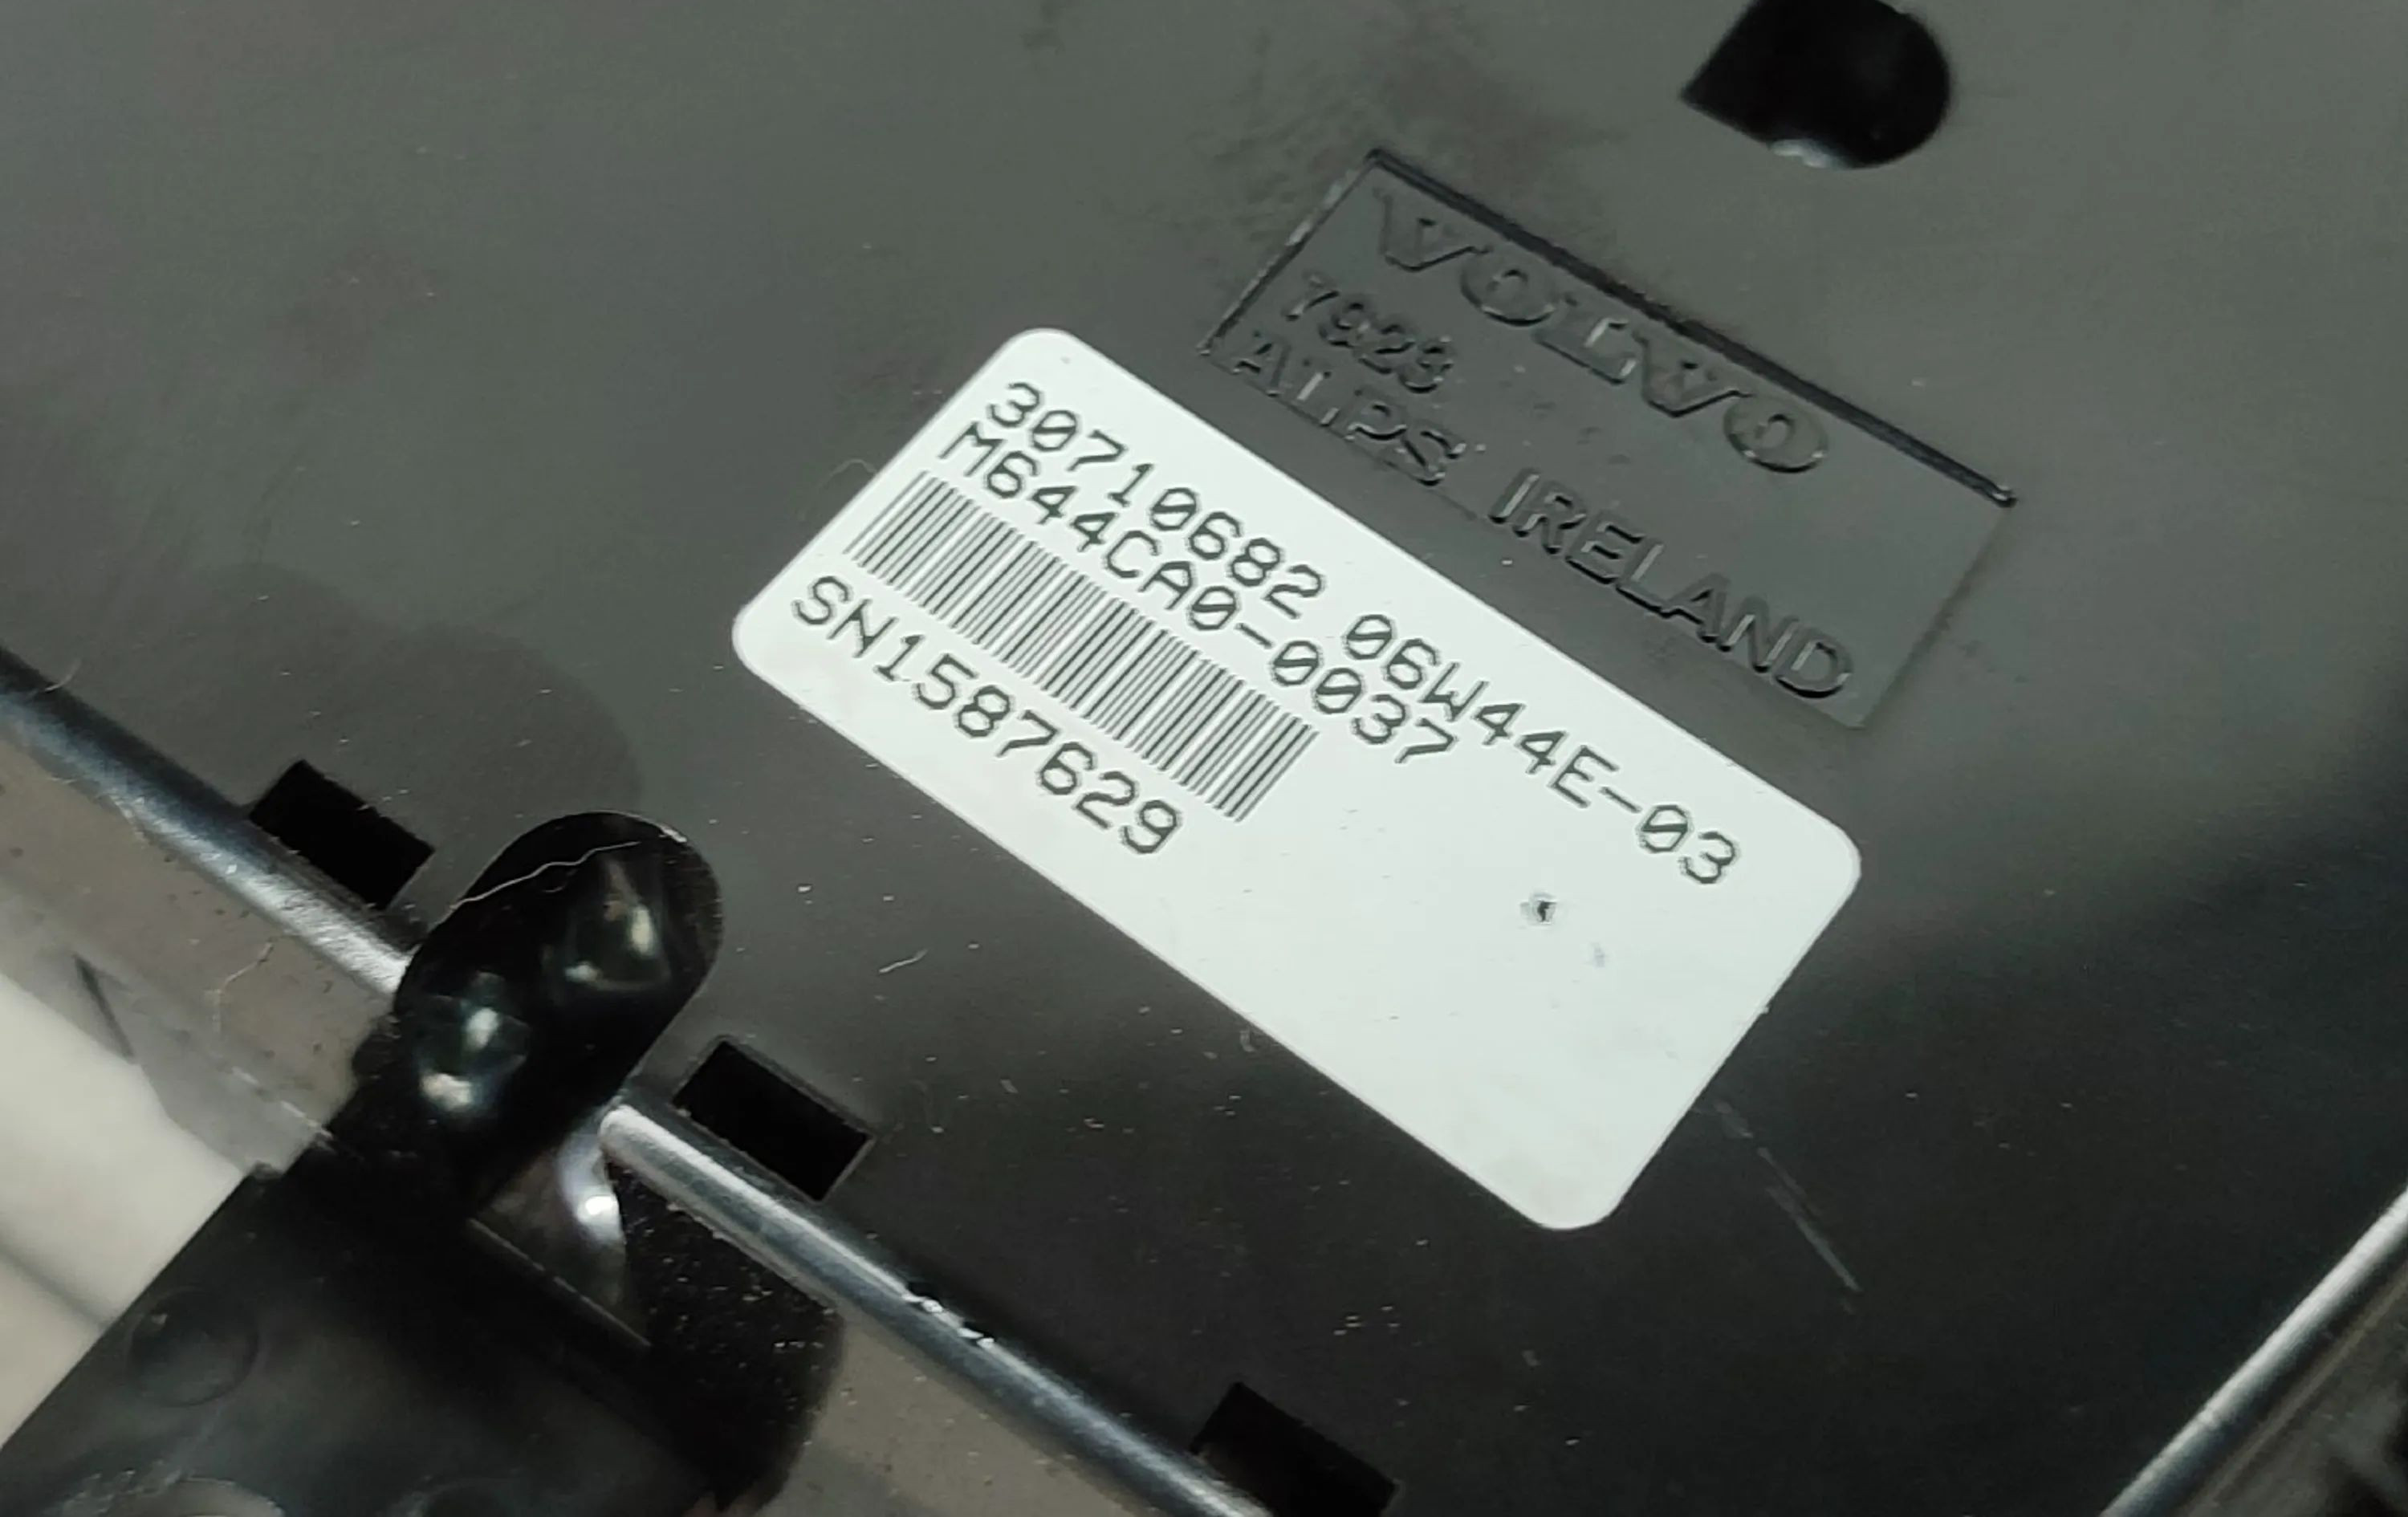 VOLVO
7923
ALPS IRELAND
30710682 06W44E-03
M644CA0-0037
SN1587629